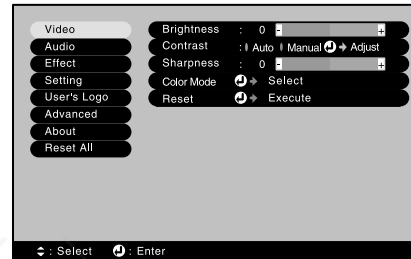 Video
Audio
Effect
Setting
User's Logo
Advanced
About
Reset All
Brightness : 0 - +
Contrast : Auto Manual Adjust
Sharpness : 0 - +
Color Mode Select
Reset Execute
: Select : Enter